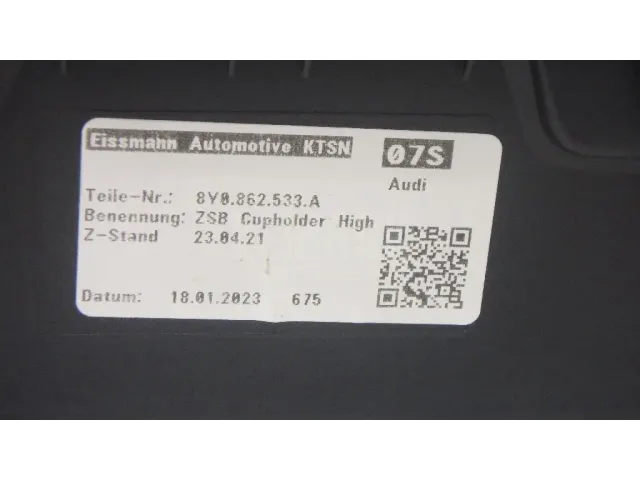 Eissmann Automotive KTSN
07S
Audi
Teile-Nr.: 8Y0.862.533.A
Benennung: ZSB Cupholder High
Z-Stand 23.04.21
Datum: 18.01.2023 675